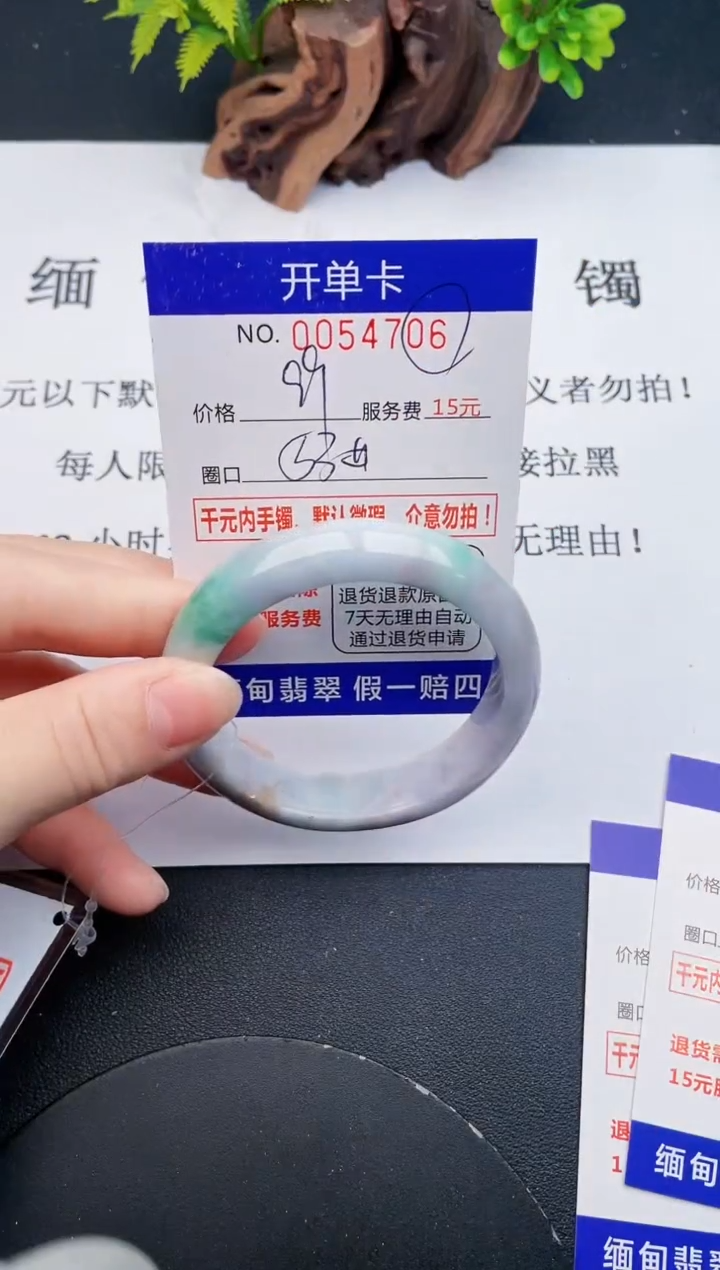 缅 镯
开单卡
NO. 0054706
元以下默 义者勿拍！
价格 服务费 15元
每人限 接拉黑
圈口 53
千元内手镯、默认微瑕、介意勿拍！
小时 无理由！
服务费
退货退款原
7天无理由自动
通过退货申请
甸翡翠 假一赔四
价格
圈口
千元内
退货需
15元
缅甸
价格
圈口
千元
退
1
缅甸翡翠